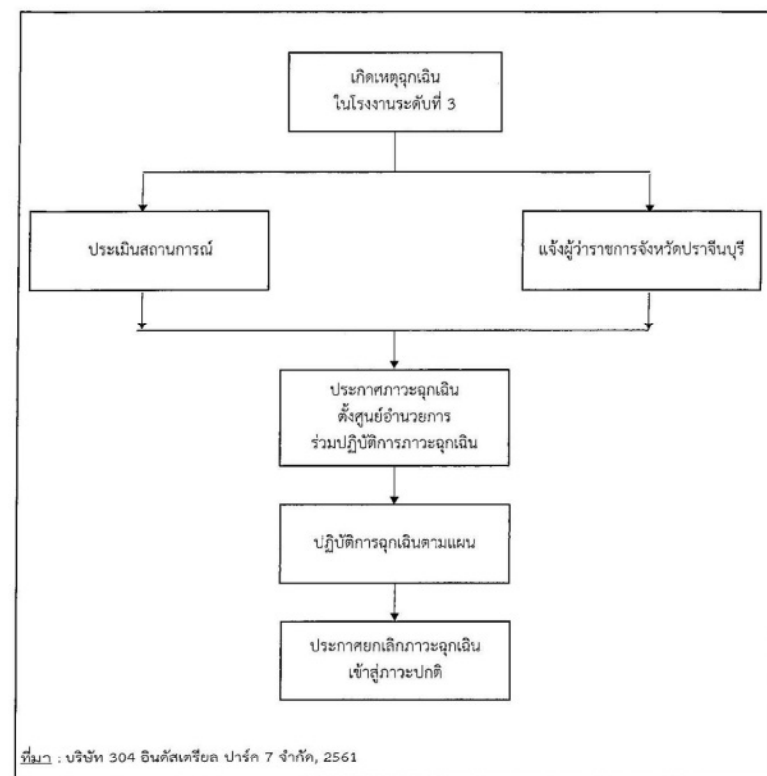 เกิดเหตุฉุกเฉิน
ในโรงงานระดับที่ 3
ประเมินสถานการณ์
แจ้งผู้ว่าราชการจังหวัดปราจีนบุรี
ประกาศภาวะฉุกเฉิน
ตั้งศูนย์อำนวยการ
ร่วมปฏิบัติการภาวะฉุกเฉิน
ปฏิบัติการฉุกเฉินตามแผน
ประกาศยกเลิกภาวะฉุกเฉิน
เข้าสู่ภาวะปกติ
ที่มา : บริษัท 304 อินดัสเตรียล ปาร์ค 7 จำกัด, 2561